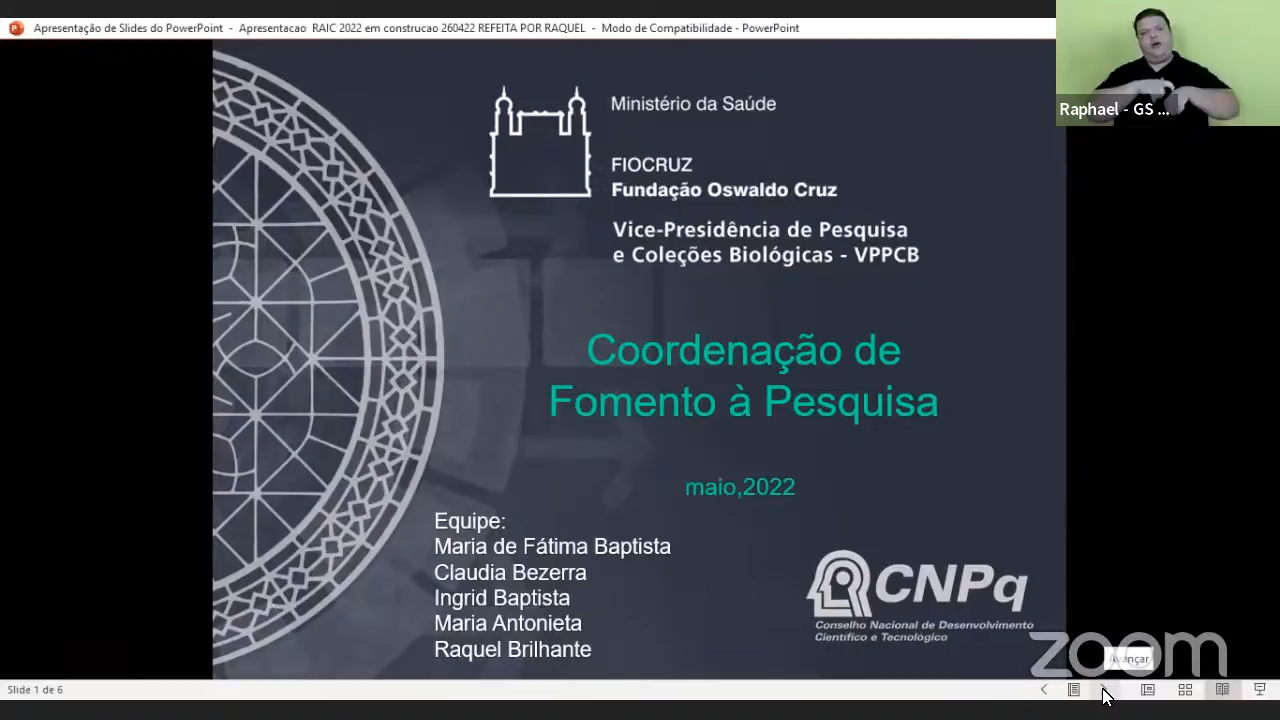 Apresentação de Slides do PowerPoint - Apresentacao RAIC 2022 em construcao 260422 REFEITA POR RAQUEL - Modo de Compatibilidade - PowerPoint
Raphael - GS ...
Ministério da Saúde
FIOCRUZ
Fundação Oswaldo Cruz
Vice-Presidência de Pesquisa
e Coleções Biológicas - VPPCB
Coordenação de
Fomento à Pesquisa
maio,2022
Equipe:
Maria de Fátima Baptista
Claudia Bezerra
Ingrid Baptista
Maria Antonieta
Raquel Brilhante
CNPq
Conselho Nacional de Desenvolvimento
Científico e Tecnológico
zoom
Avançar
Slide 1 de 6